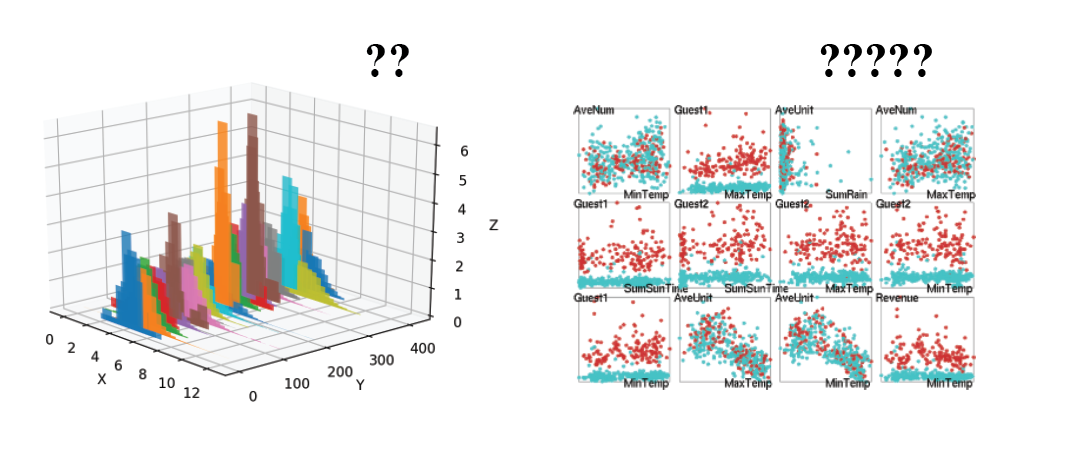 ??
?????
6
5
4
3
2
1
0
Z
0
2
4
6
8
10
12
X
0
100
200
300
400
Y
AveNum
MinTemp
Guest1
MaxTemp
AveUnit
SumRain
AveNum
MaxTemp
Guest1
SumSunTime
Guest2
SumSunTime
Guest2
MaxTemp
Guest2
MinTemp
Guest1
MinTemp
AveUnit
MaxTemp
AveUnit
MinTemp
Revenue
MinTemp